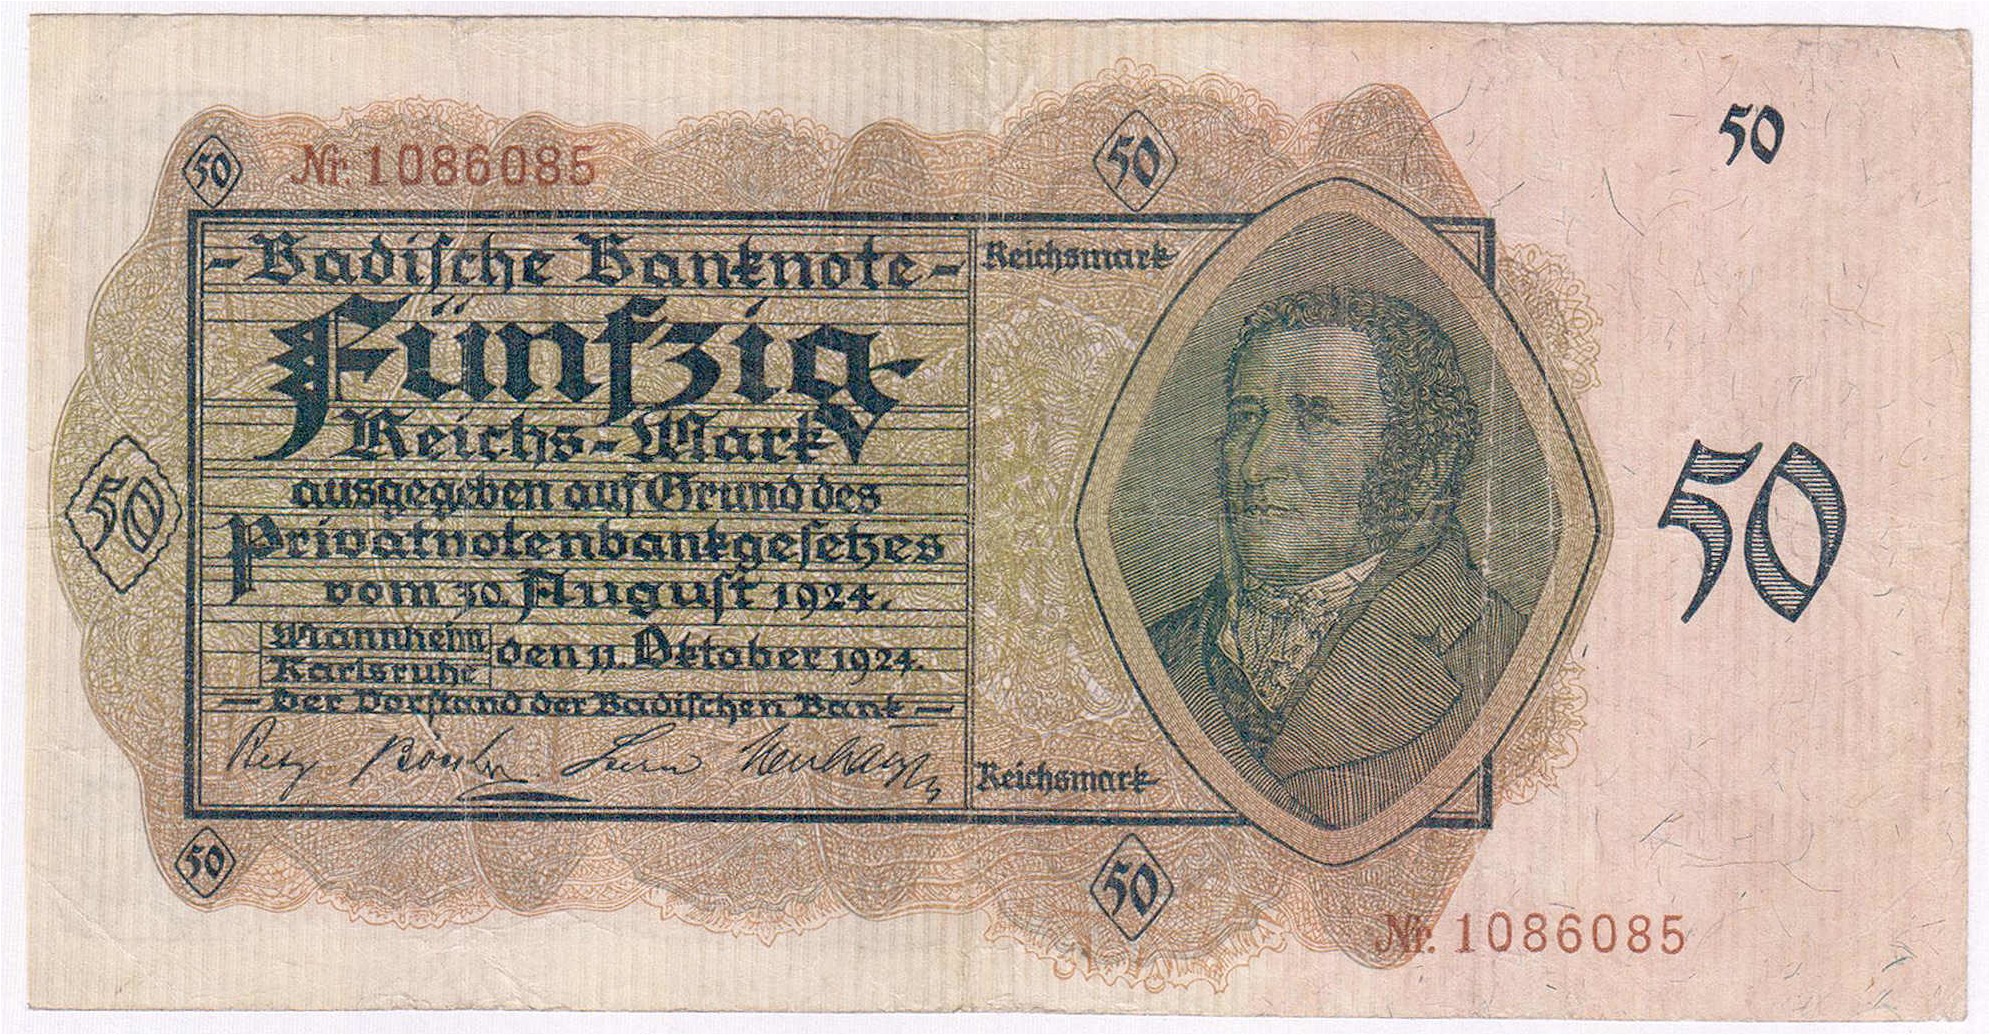 50
Nr. 1086085
50
50
- Badische Banknote -
Fünfzig
Reichs-Mark
ausgegeben auf Grund des
Privatnotenbankgesetzes
vom 30. August 1924.
Mannheim
Karlsruhe
den 11. Oktober 1924.
— Der Vorstand der Badischen Bank —
Reichsmark
Reichsmark
50
50
50
50
Nr. 1086085